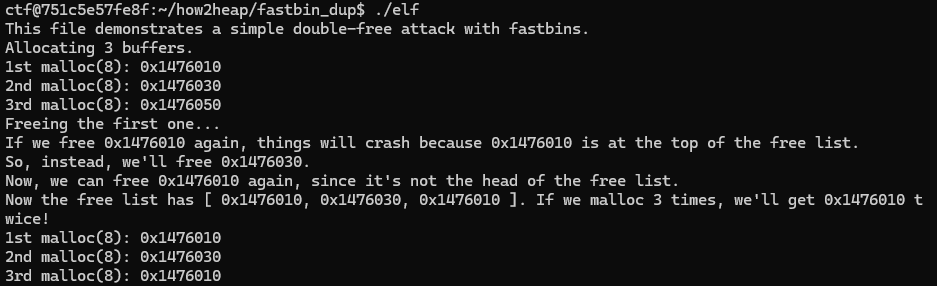 ctf@751c5e57fe8f:~/how2heap/fastbin_dup$ ./elf
This file demonstrates a simple double-free attack with fastbins.
Allocating 3 buffers.
1st malloc(8): 0x1476010
2nd malloc(8): 0x1476030
3rd malloc(8): 0x1476050
Freeing the first one...
If we free 0x1476010 again, things will crash because 0x1476010 is at the top of the free list.
So, instead, we'll free 0x1476030.
Now, we can free 0x1476010 again, since it's not the head of the free list.
Now the free list has [ 0x1476010, 0x1476030, 0x1476010 ]. If we malloc 3 times, we'll get 0x1476010 t
wice!
1st malloc(8): 0x1476010
2nd malloc(8): 0x1476030
3rd malloc(8): 0x1476010